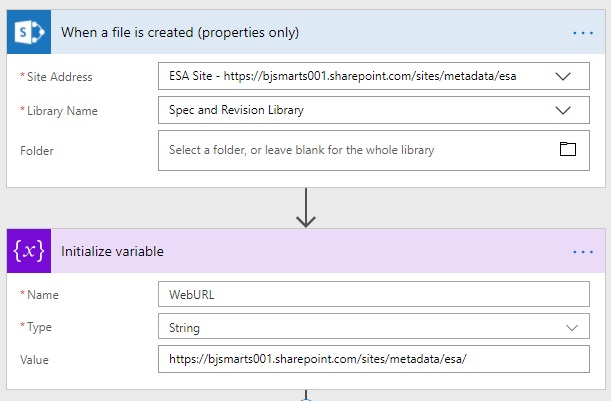 When a file is created (properties only)
* Site Address
ESA Site - https://bjsmarts001.sharepoint.com/sites/metadata/esa
* Library Name
Spec and Revision Library
Folder
Select a folder, or leave blank for the whole library
{x} Initialize variable
* Name
WebURL
* Type
String
Value
https://bjsmarts001.sharepoint.com/sites/metadata/esa/